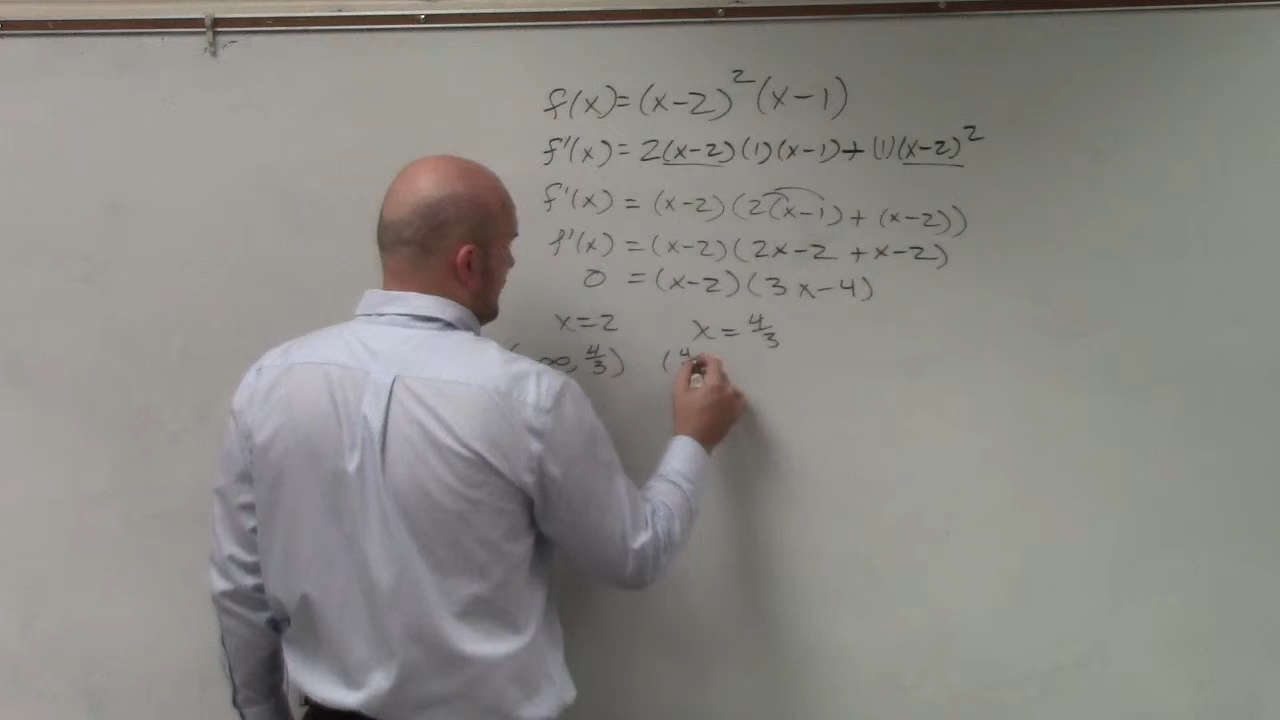 f(x)=(x-2)²(x-1)
f'(x)=2(x-2)(1)(x-1)+(1)(x-2)²
f'(x)=(x-2)(2(x-1)+(x-2))
f'(x)=(x-2)(2x-2+x-2)
0=(x-2)(3x-4)
x=2 x=4/3
∞, 4/3) (4